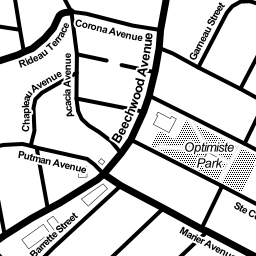 Corona Avenue
Garneau Street
Rideau Terrace
Beechwood Avenue
Acacia Avenue
Chapleau Avenue
Optimiste
Park
Putman Avenue
Ste C
Barrette Street
Marier Avenue